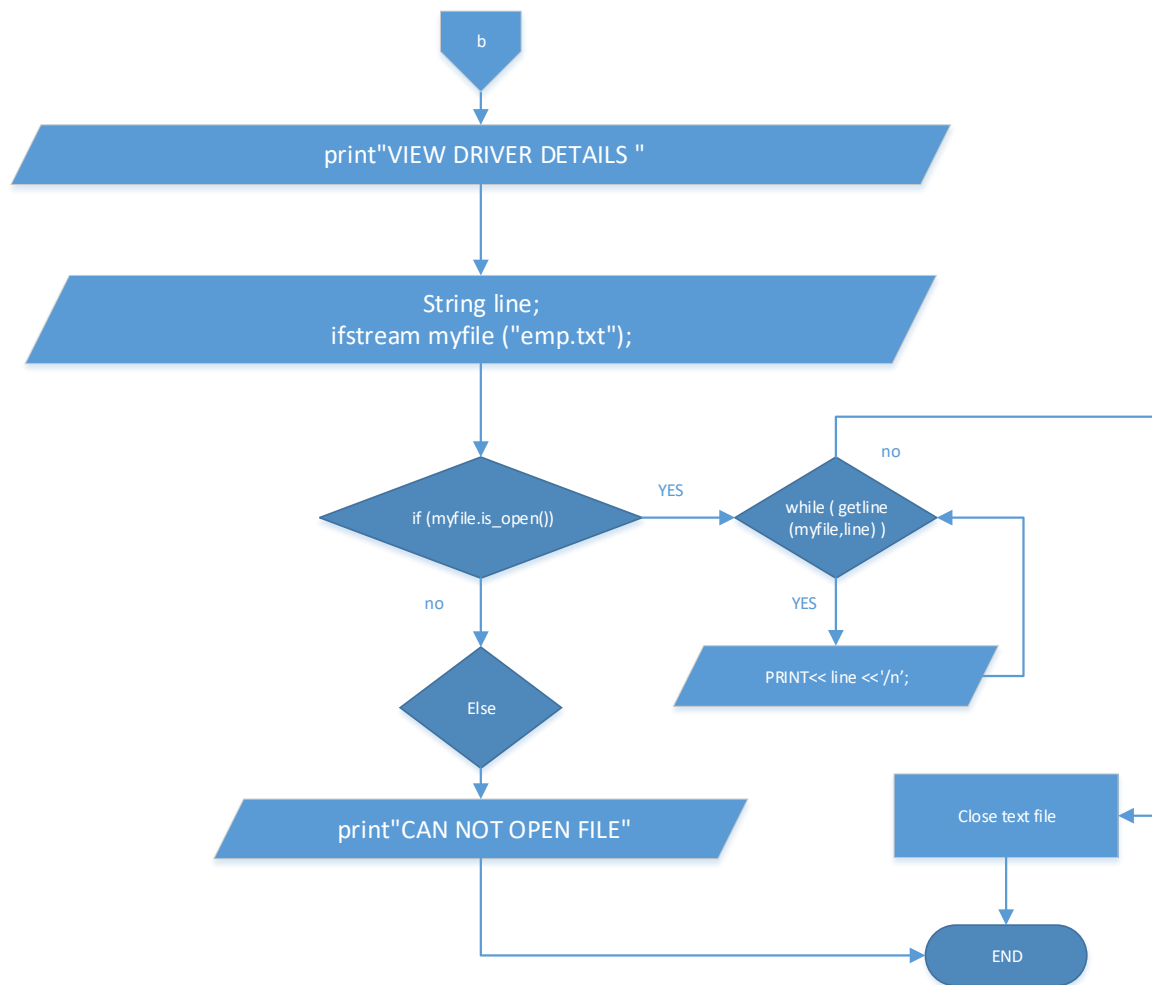 b
print"VIEW DRIVER DETAILS "
String line;
ifstream myfile ("emp.txt");
no
YES
if (myfile.is_open())
while ( getline
(myfile,line) )
no
YES
PRINT<< line <<'/n’;
Else
print"CAN NOT OPEN FILE"
Close text file
END